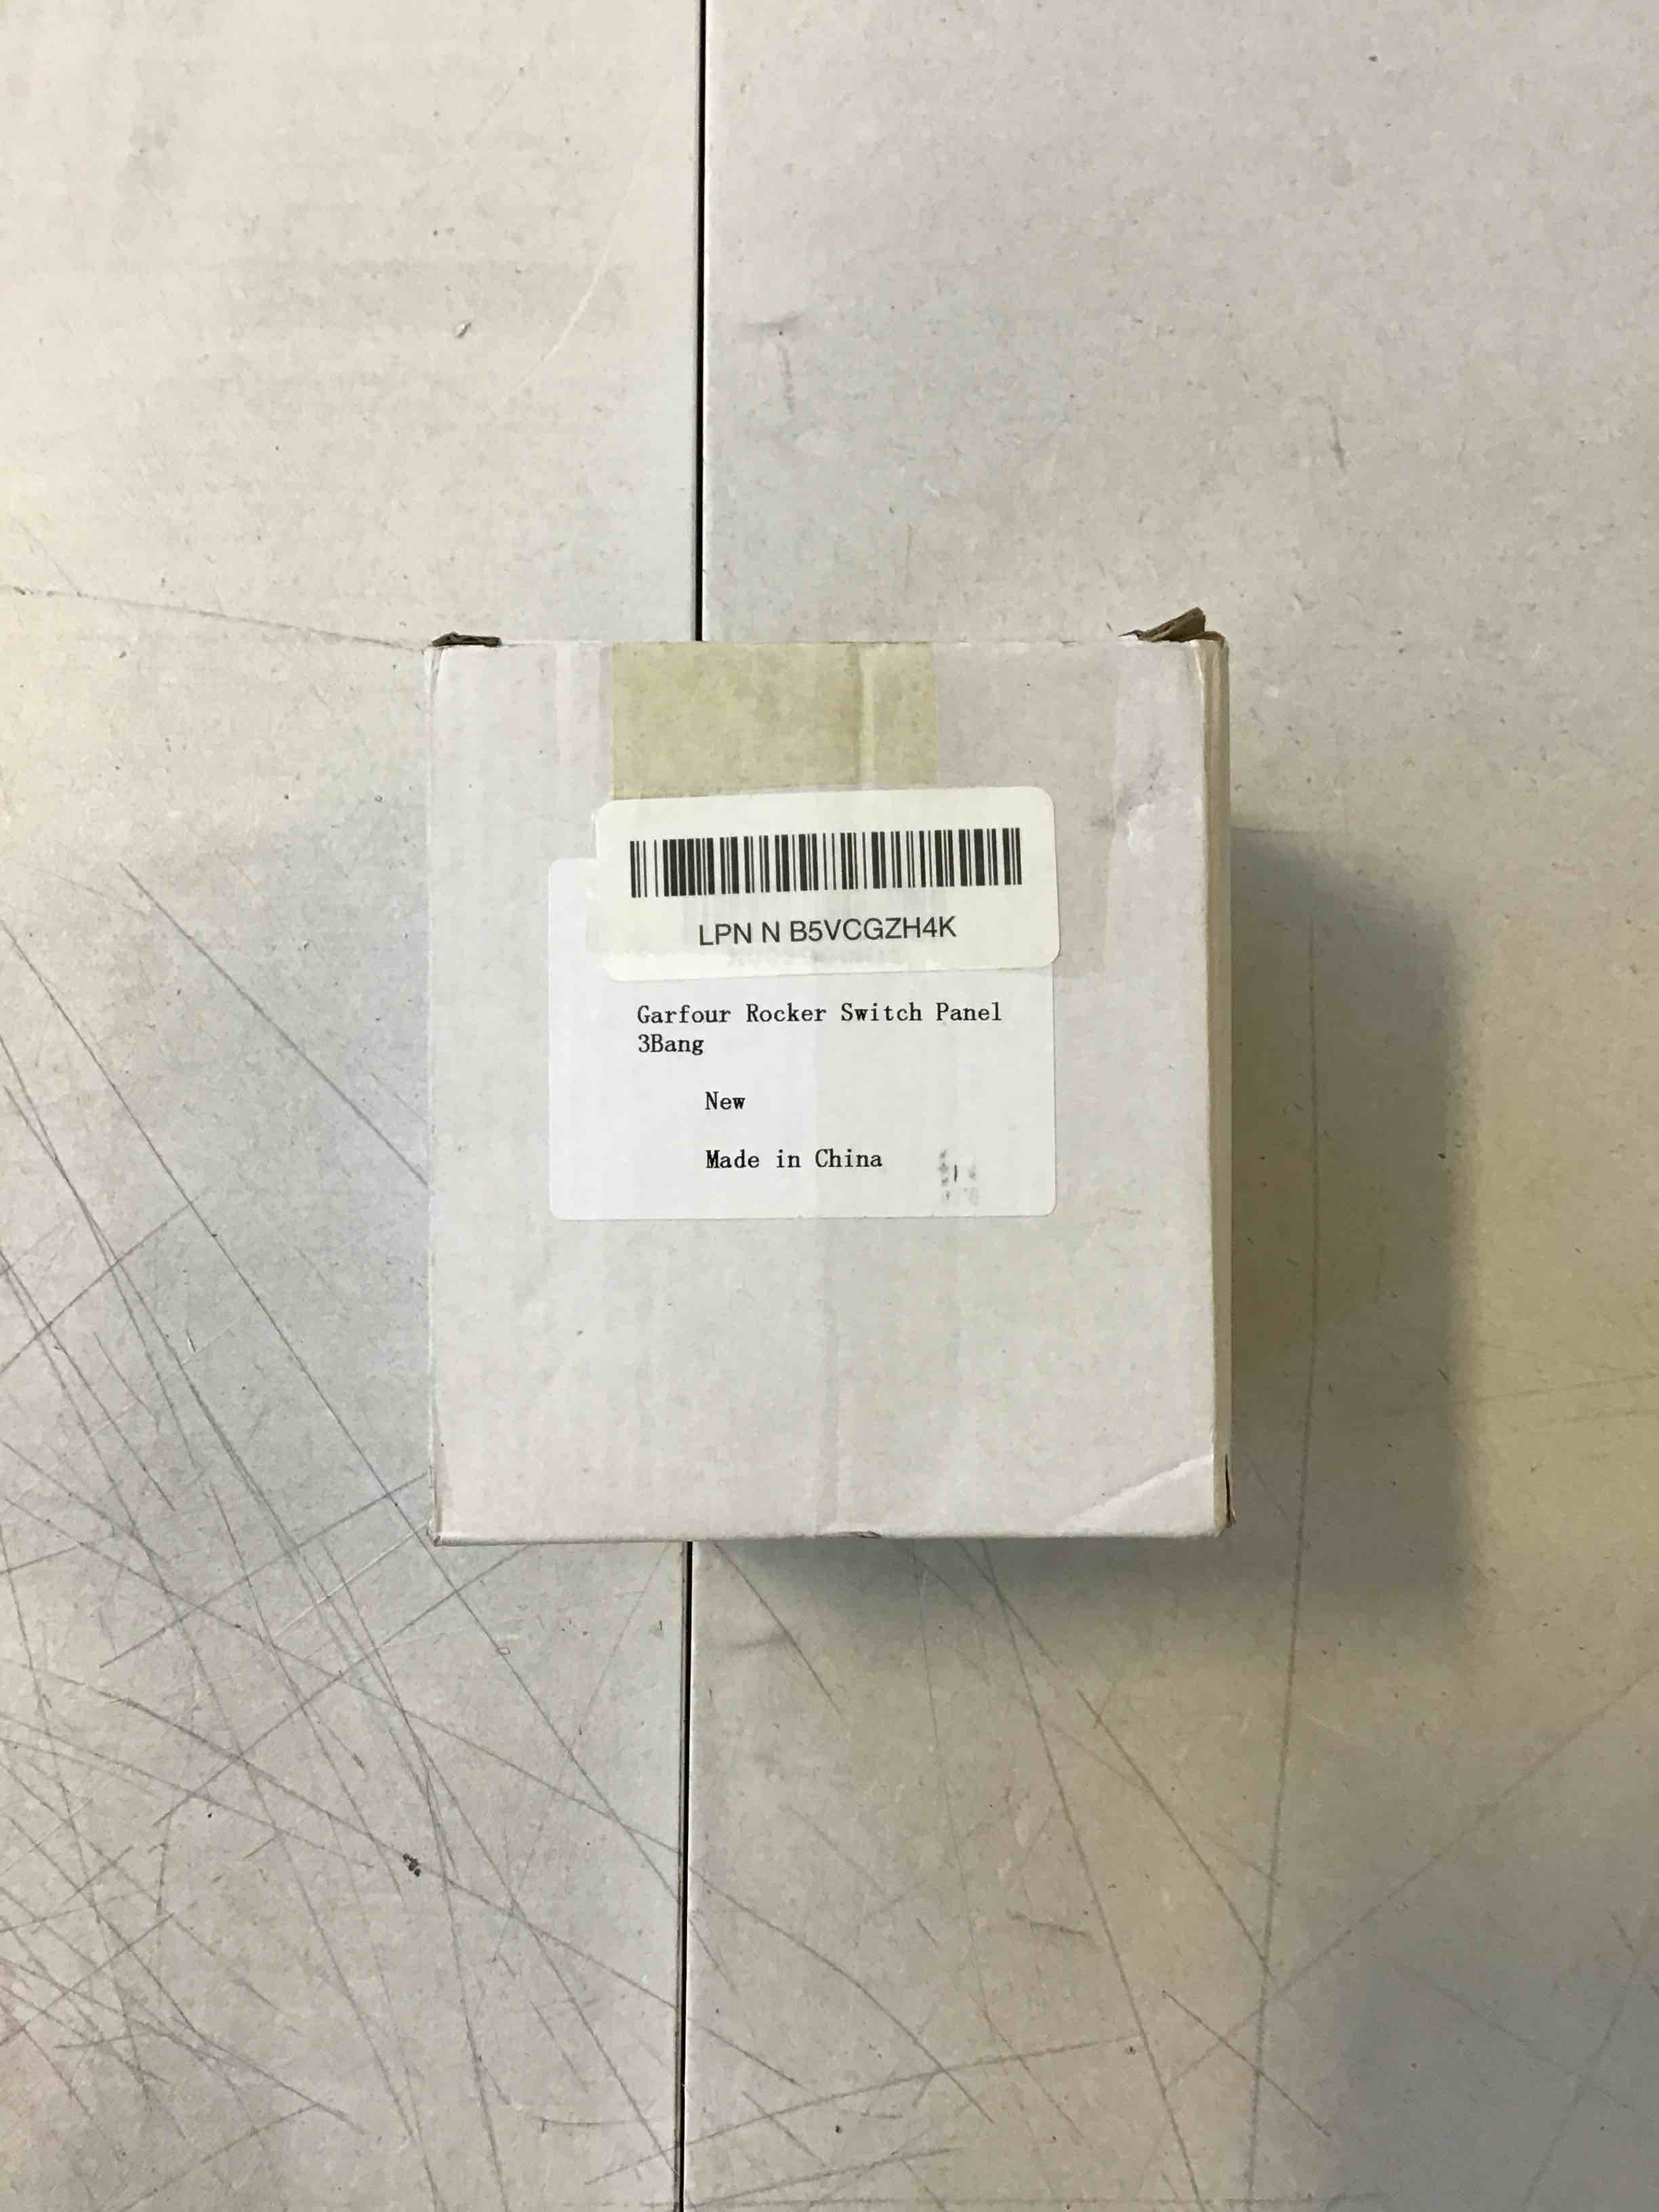 LPN N B5VCGZH4K
Garfour Rocker Switch Panel
3Bang
New
Made in China